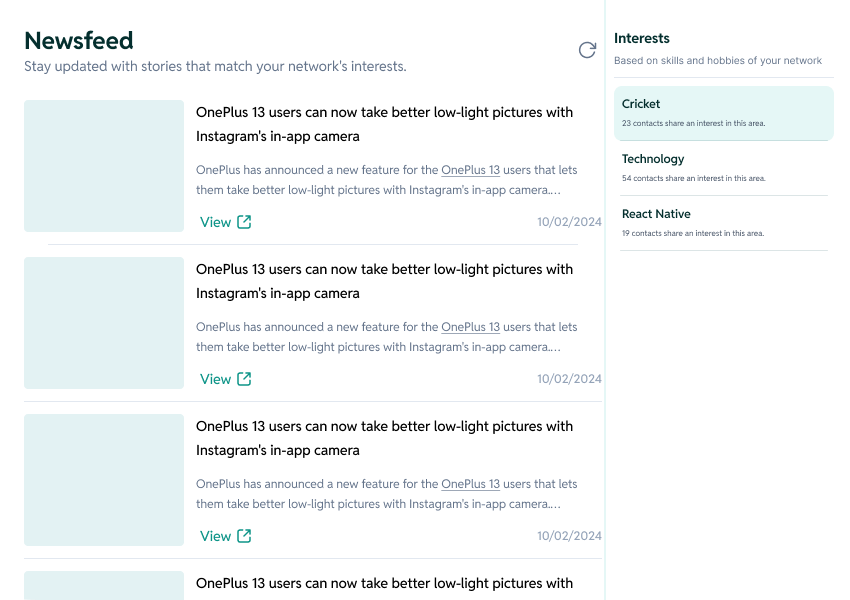 Newsfeed
Stay updated with stories that match your network's interests.
OnePlus 13 users can now take better low-light pictures with
Instagram's in-app camera
OnePlus has announced a new feature for the OnePlus 13 users that lets
them take better low-light pictures with Instagram's in-app camera....
View
10/02/2024
OnePlus 13 users can now take better low-light pictures with
Instagram's in-app camera
OnePlus has announced a new feature for the OnePlus 13 users that lets
them take better low-light pictures with Instagram's in-app camera....
View
10/02/2024
OnePlus 13 users can now take better low-light pictures with
Instagram's in-app camera
OnePlus has announced a new feature for the OnePlus 13 users that lets
them take better low-light pictures with Instagram's in-app camera....
View
10/02/2024
OnePlus 13 users can now take better low-light pictures with
Interests
Based on skills and hobbies of your network
Cricket
23 contacts share an interest in this area.
Technology
54 contacts share an interest in this area.
React Native
19 contacts share an interest in this area.